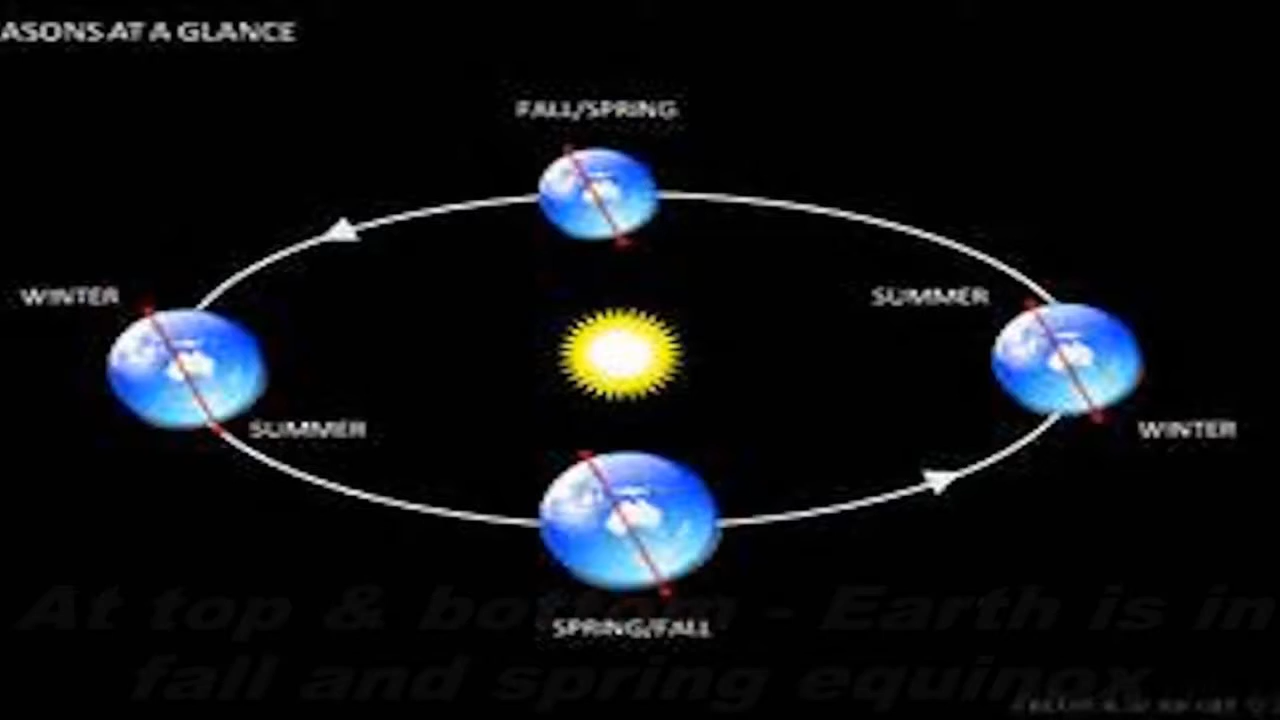 ASONS AT A GLANCE
FALL/SPRING
WINTER
SUMMER
SUMMER
WINTER
SPRING/FALL
At top & bottom - Earth is in
fall and spring equinox